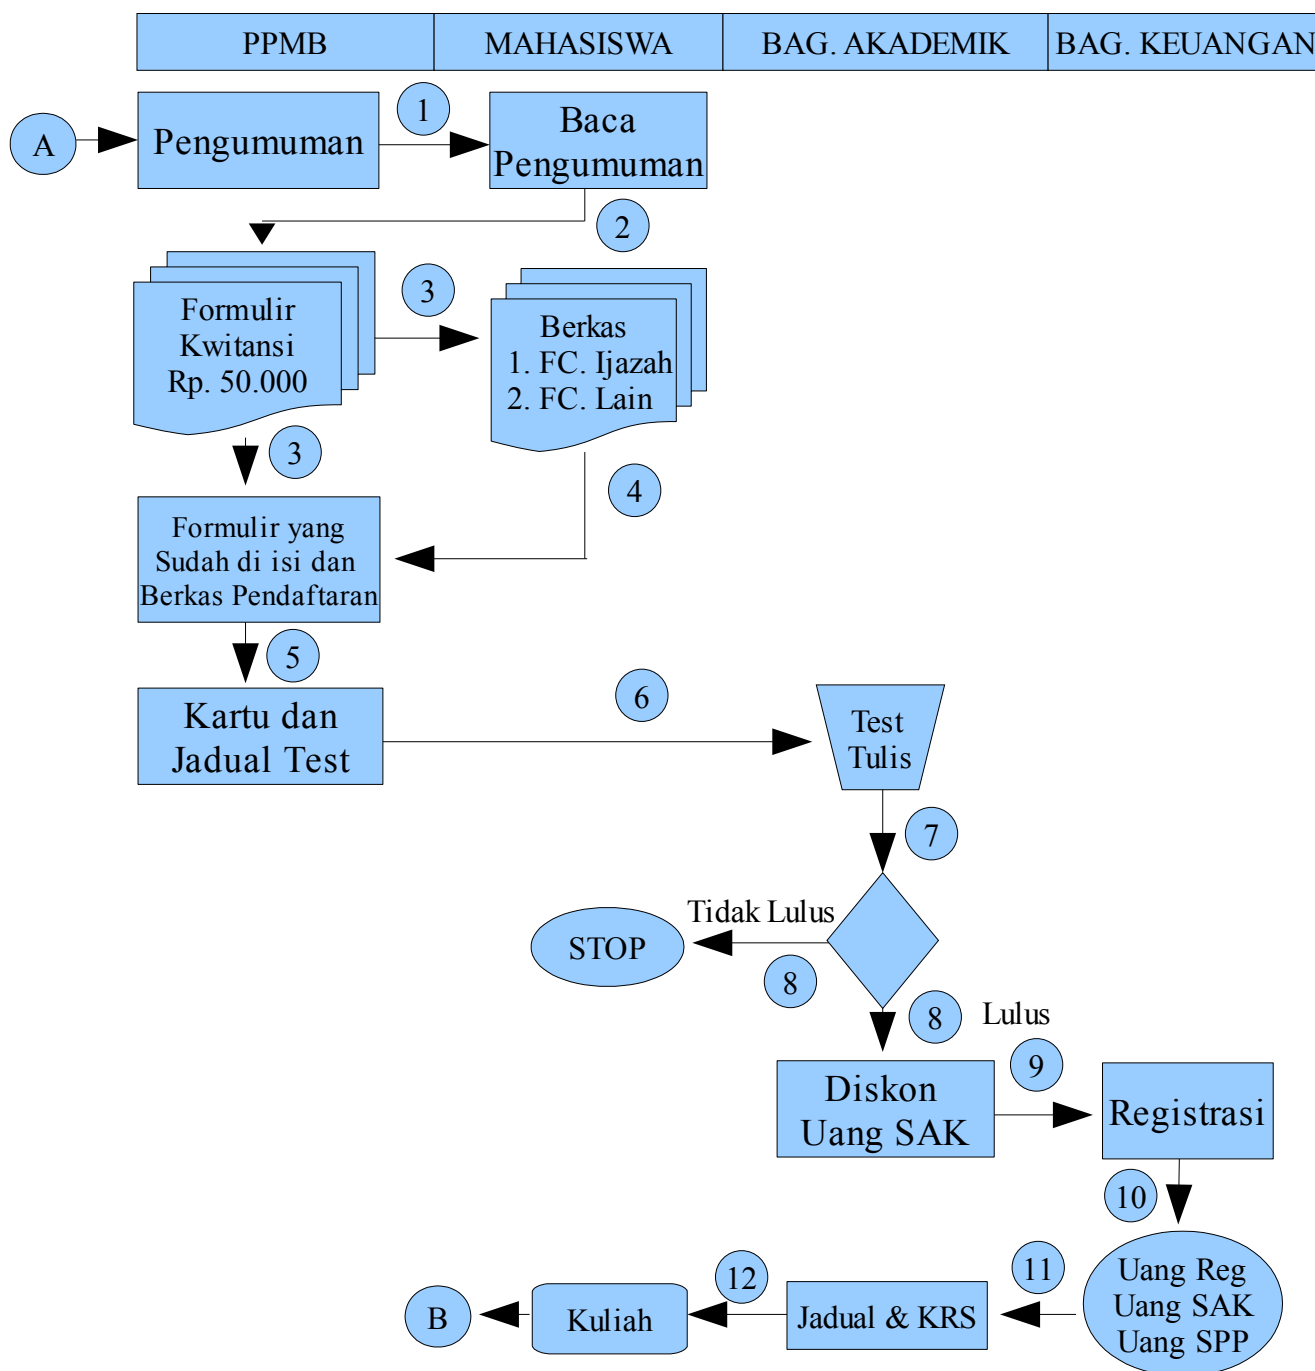 PPMB
MAHASISWA
BAG. AKADEMIK
BAG. KEUANGAN
A
Pengumuman
1
Baca
Pengumuman
2
Formulir
Kwitansi
Rp. 50.000
3
Berkas
1. FC. Ijazah
2. FC. Lain
3
4
Formulir yang
Sudah di isi dan
Berkas Pendaftaran
5
Kartu dan
Jadual Test
6
Test
Tulis
7
Tidak Lulus
STOP
8
8
Lulus
Diskon
Uang SAK
9
Registrasi
10
Uang Reg
Uang SAK
Uang SPP
11
Jadual & KRS
12
Kuliah
B